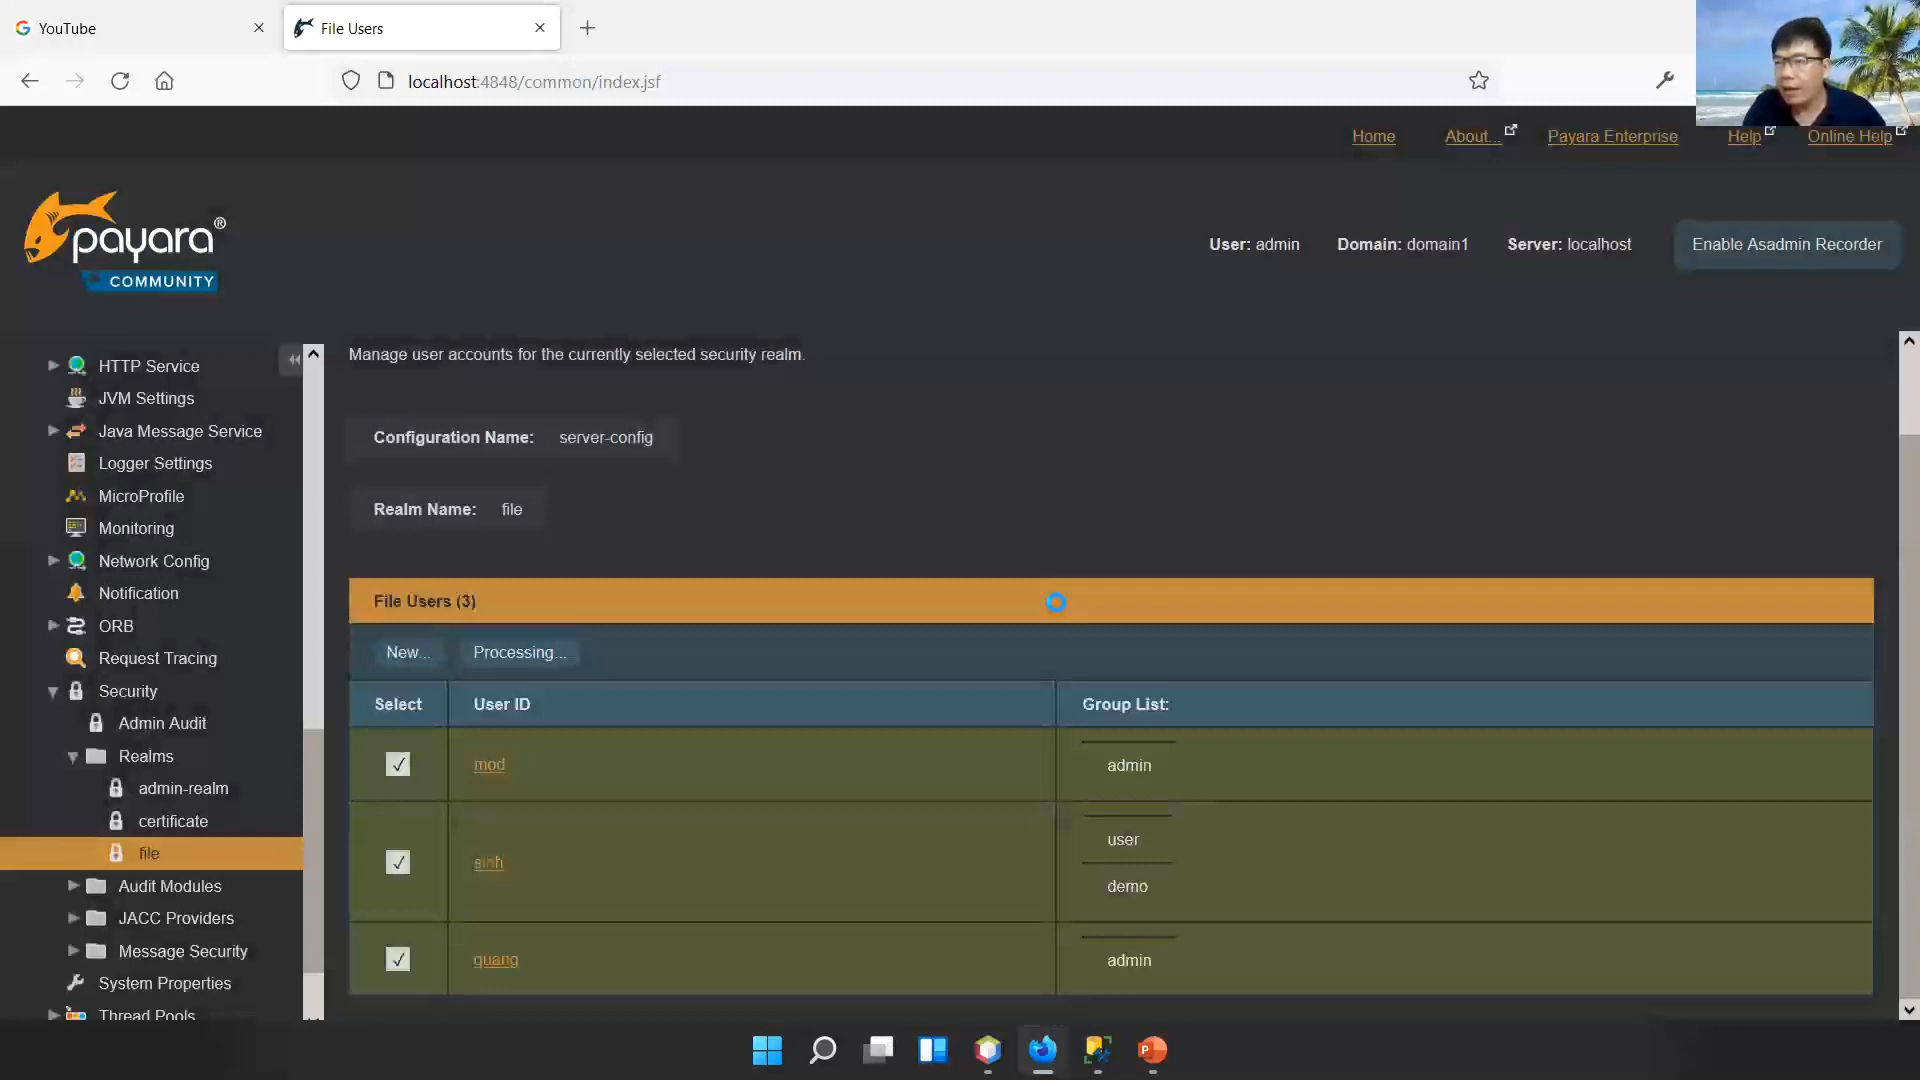 YouTube
File Users
localhost:4848/common/index.jsf
Home
About...
Payara Enterprise
Help
Online Help
payara®
COMMUNITY
User: admin
Domain: domain1
Server: localhost
Enable Asadmin Recorder
HTTP Service
JVM Settings
Java Message Service
Logger Settings
MicroProfile
Monitoring
Network Config
Notification
ORB
Request Tracing
Security
Admin Audit
Realms
admin-realm
certificate
file
Audit Modules
JACC Providers
Message Security
System Properties
Thread Pools
Manage user accounts for the currently selected security realm.
Configuration Name: server-config
Realm Name: file
File Users (3)
New... Processing...
Select User ID Group List:
mod admin
sinh user
demo
quang admin